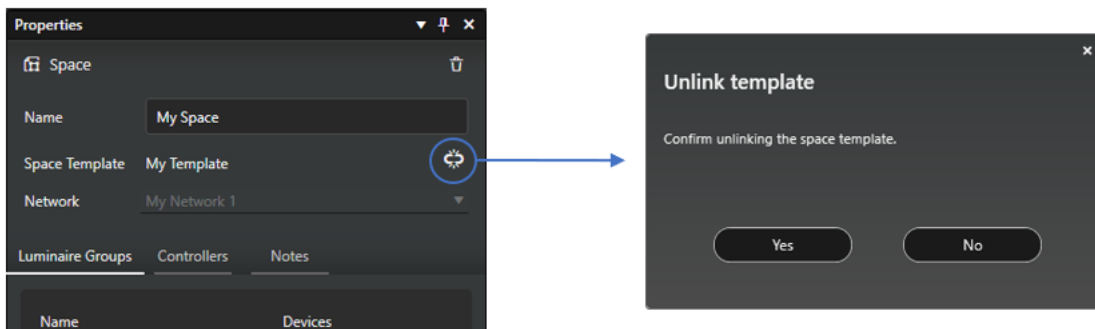 Properties
Space
Name My Space
Space Template My Template
Network My Network 1
Luminaire Groups Controllers Notes
Name Devices
Unlink template
Confirm unlinking the space template.
Yes No